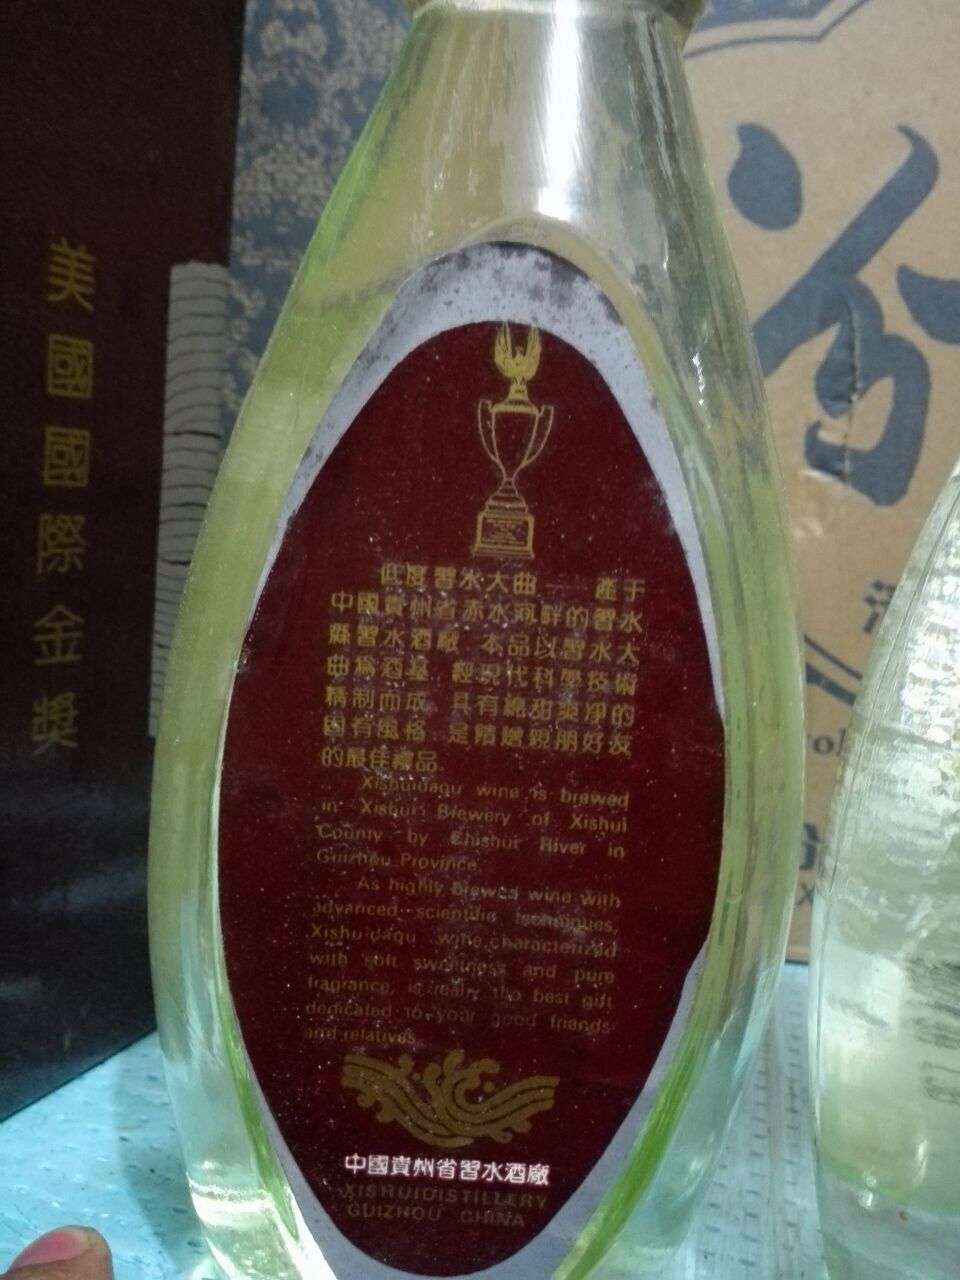 美國國際金獎
低度習水大曲——產于
中國貴州省赤水河畔的習水
縣習水酒廠 本品以習水大
曲爲酒基 經現代科學技術
精制而成 具有綿甜爽净的
固有風格 是饋贈親朋好友
的最佳禮品
Xishuidaqu wine is brewed
in Xishui Brewery of Xishui
County by Chishui River in
Guizhou Province.
As highly brewed wine with
advanced scientific techniques,
Xishuidaqu wine characterized
with soft sweetness and pure
fragrance, is really the best gift
dedicated to your good friends
and relatives.
中國貴州省習水酒廠
XISHUI DISTILLERY
GUIZHOU CHINA
汾